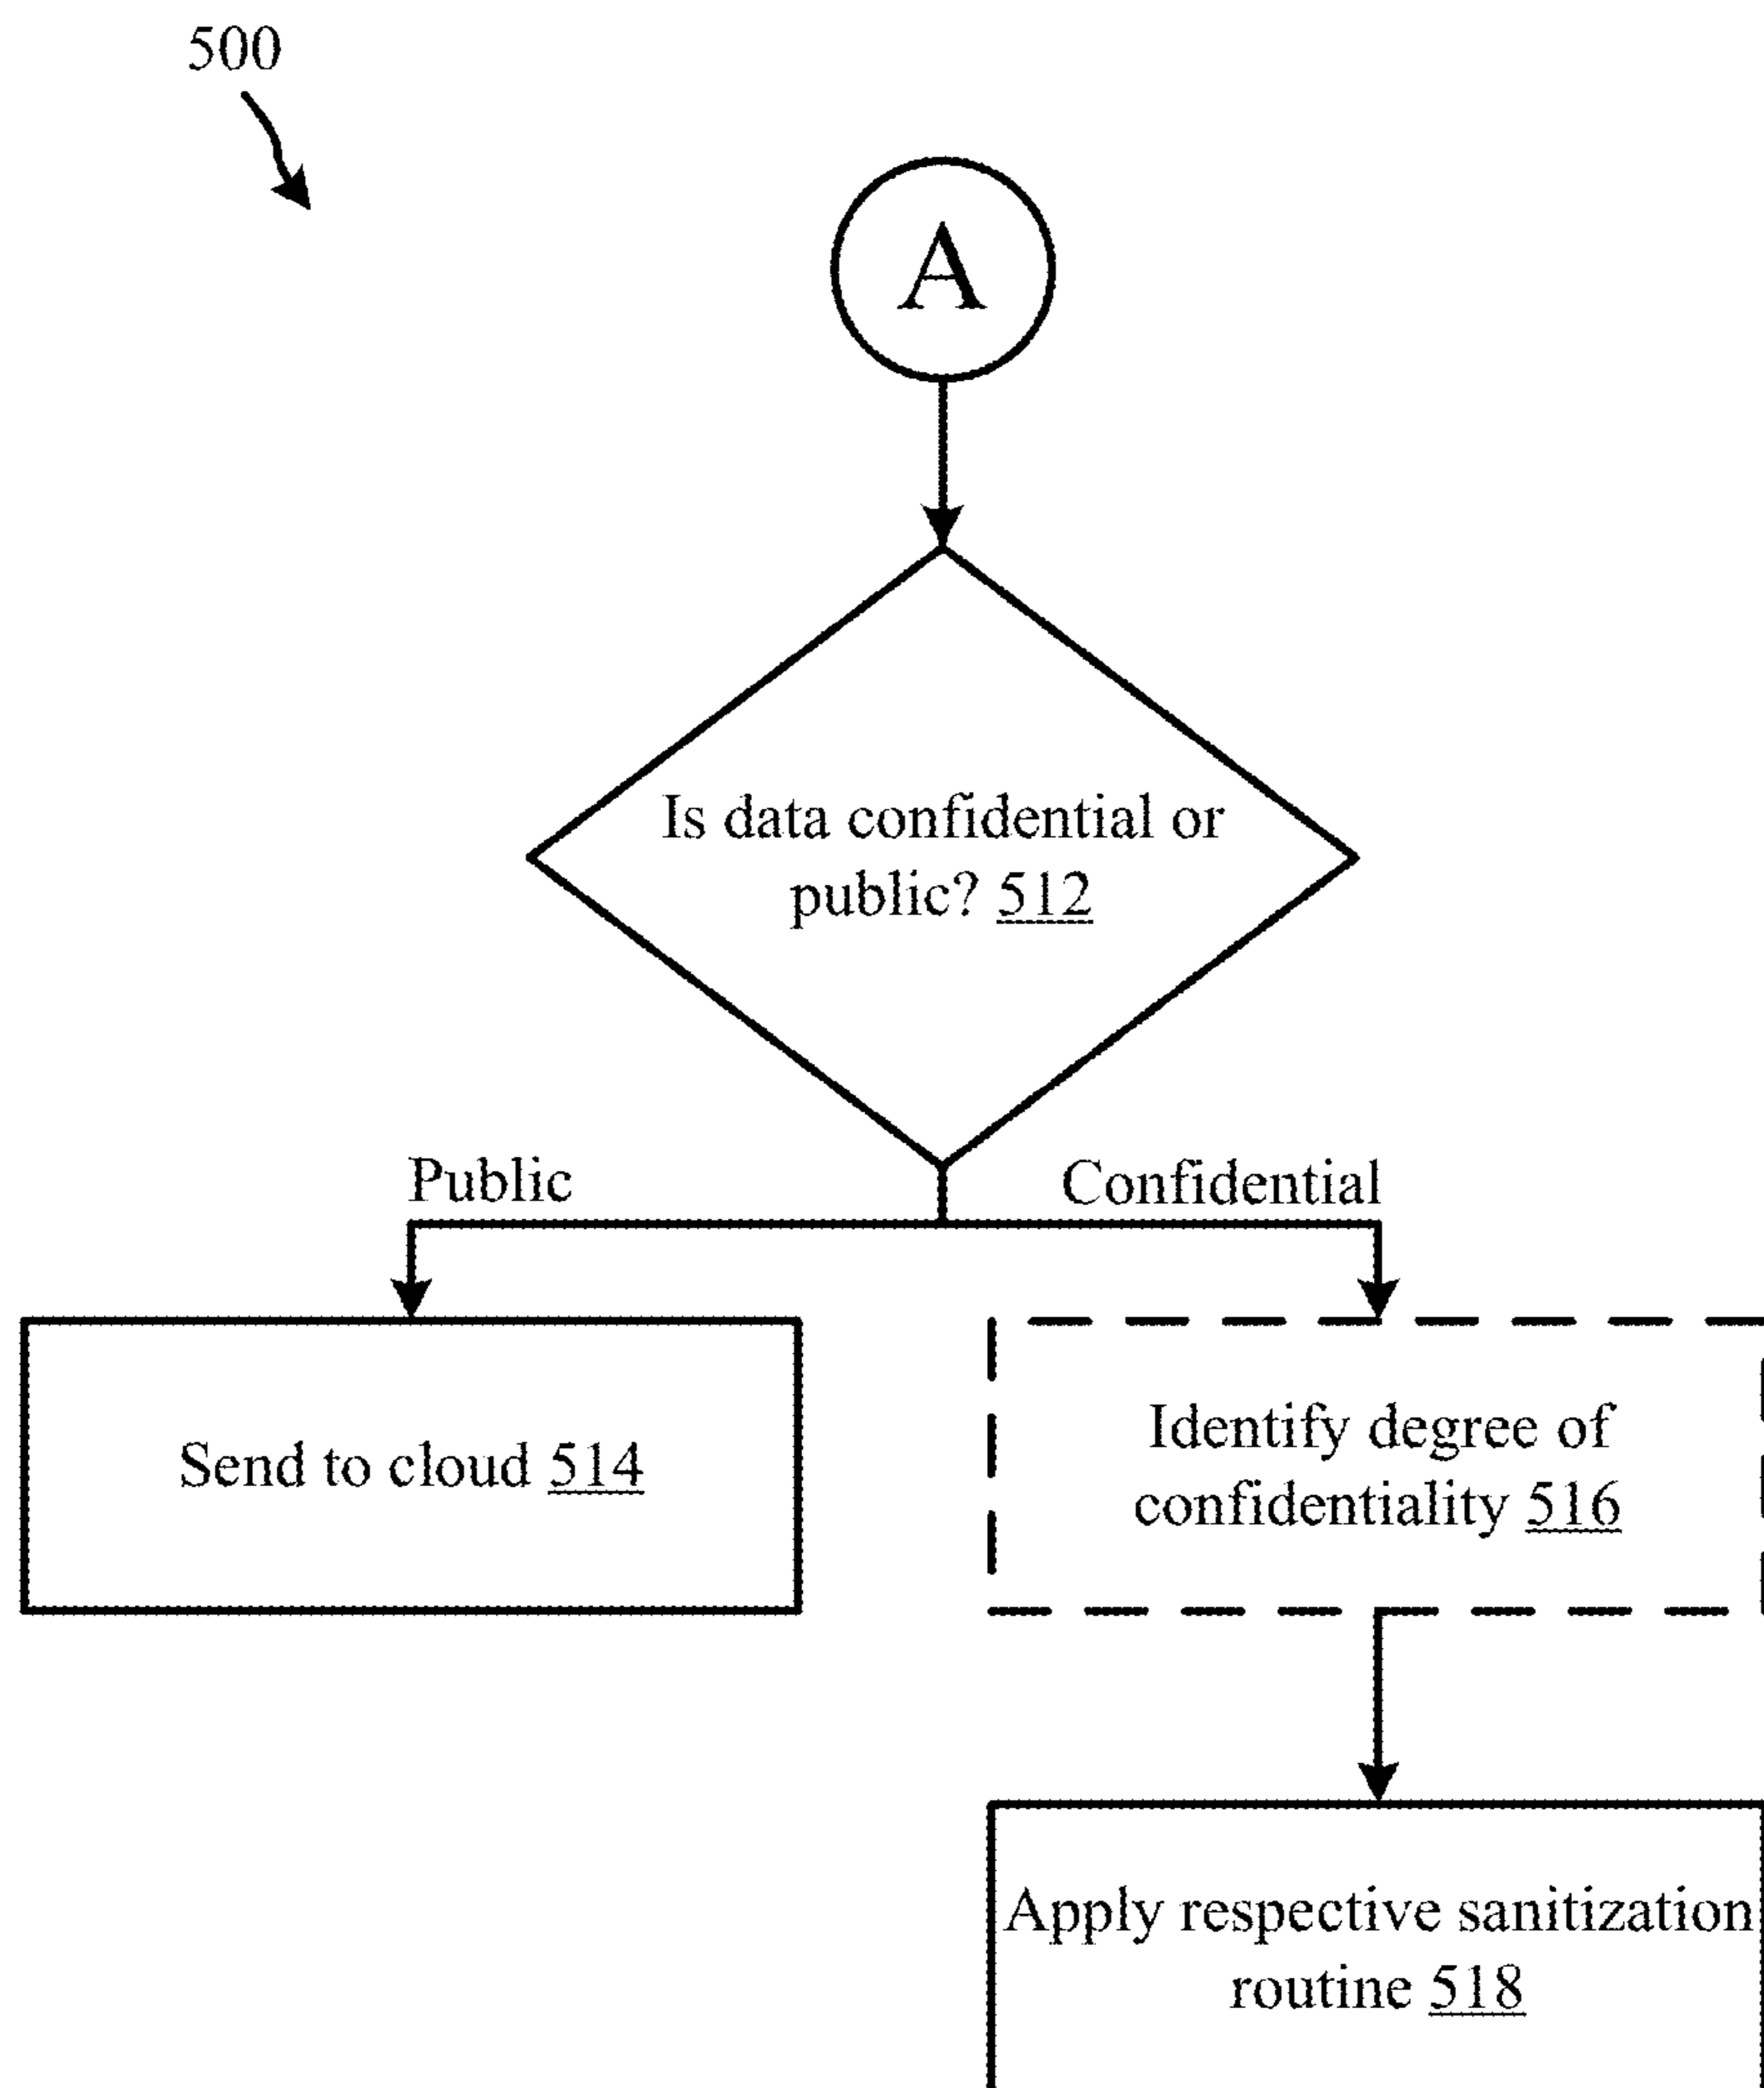 500
A
Is data confidential or
public? 512
Public
Confidential
Send to cloud 514
Identify degree of
confidentiality 516
Apply respective sanitization
routine 518